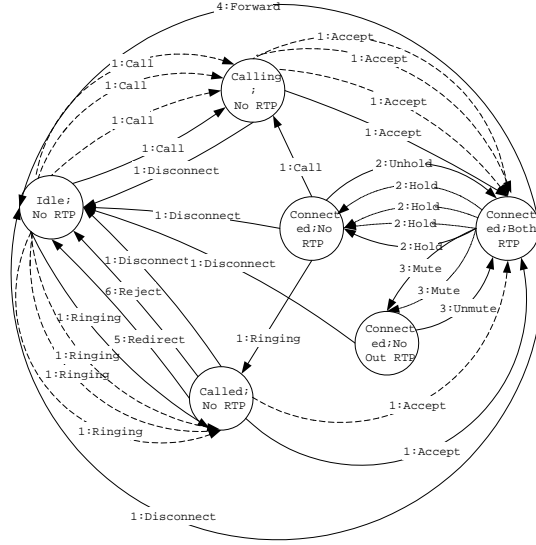 4:Forward
1:Accept
1:Accept
1:Call
Calling
;
No RTP
1:Call
1:Accept
1:Call
1:Accept
1:Call
1:Disconnect
1:Call
2:Unhold
2:Hold
Idle;
No RTP
2:Hold
1:Disconnect
Connect
ed;No
RTP
2:Hold
Connect
ed;Both
RTP
2:Hold
1:Disconnect
1:Disconnect
3:Mute
6:Reject
3:Mute
3:Unmute
1:Ringing
5:Redirect
1:Ringing
Connect
ed;No
Out RTP
1:Ringing
1:Ringing
Called;
No RTP
1:Accept
1:Ringing
1:Accept
1:Disconnect